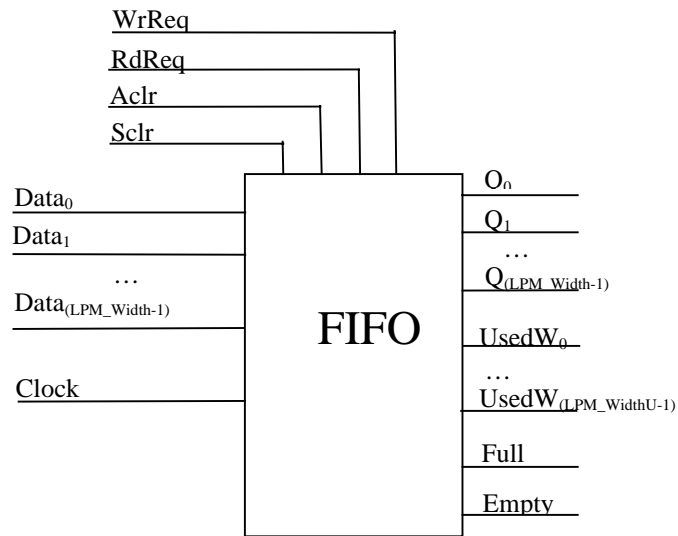 WrReq
RdReq
Aclr
Sclr
Data₀
Data₁
…
Data(LPM_Width-1)
Clock
FIFO
Q₀
Q₁
…
Q(LPM_Width-1)
UsedW₀
…
UsedW(LPM_WidthU-1)
Full
Empty